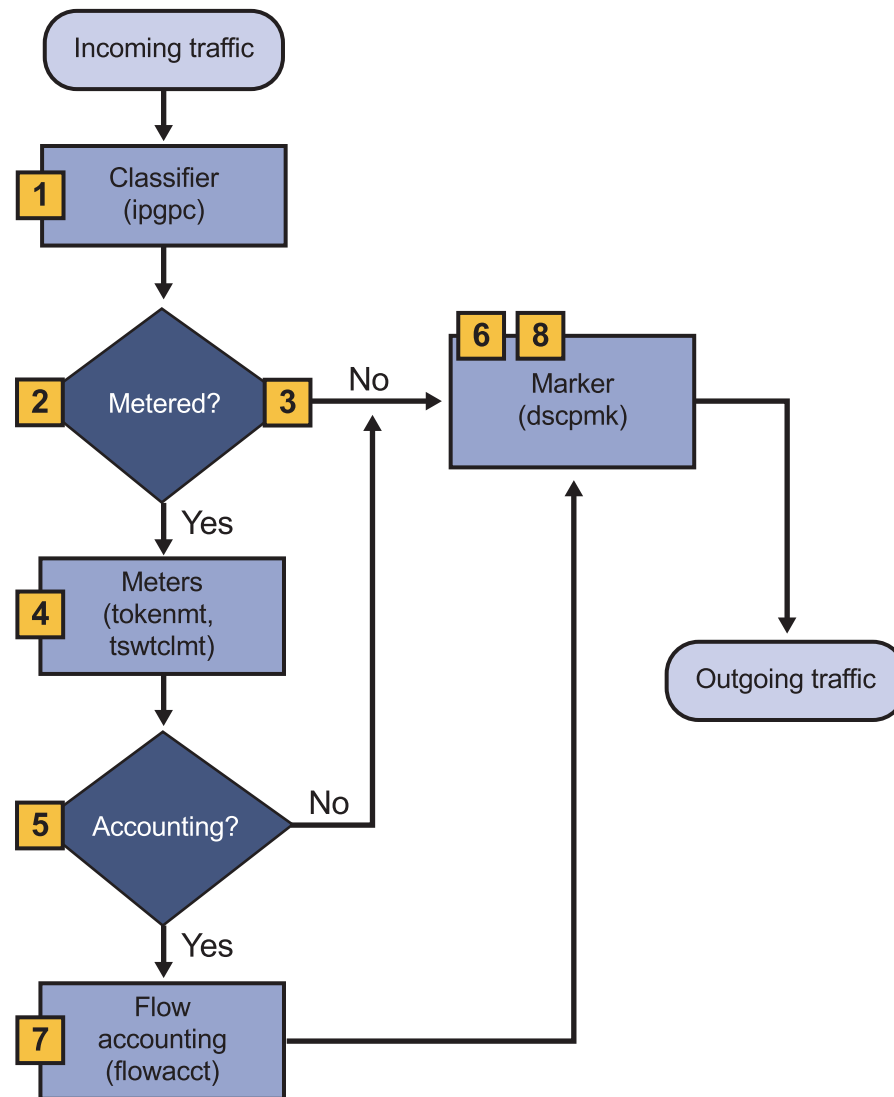 Incoming traffic
1
Classifier
(ipgpc)
2
Metered?
3
No
6
8
Marker
(dscpmk)
Yes
4
Meters
(tokenmt,
tswtclmt)
Outgoing traffic
5
Accounting?
No
Yes
7
Flow
accounting
(flowacct)